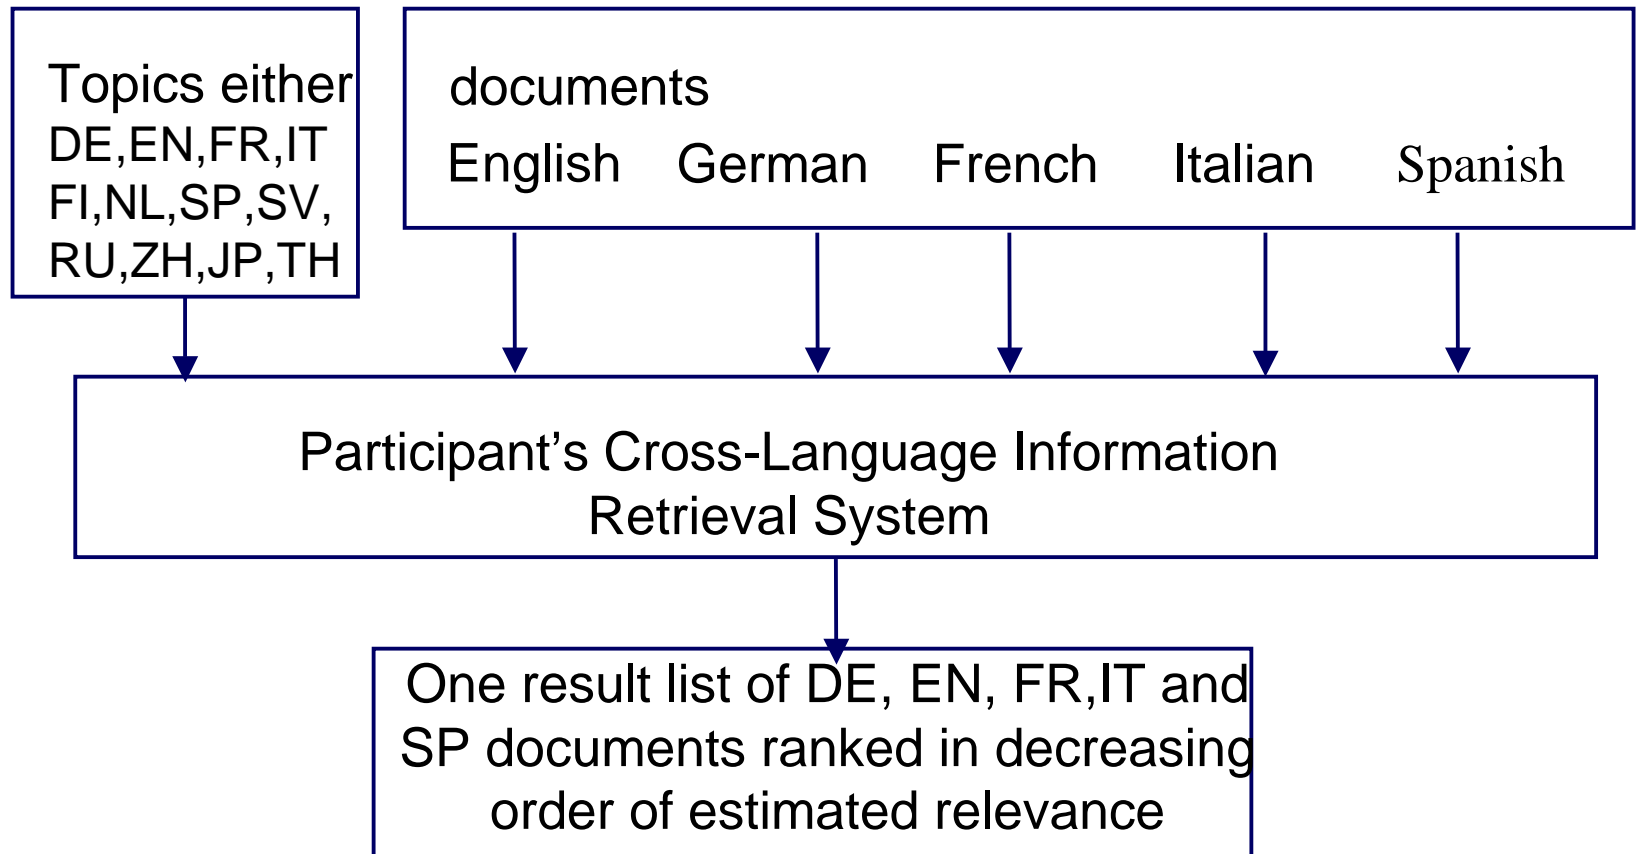 Topics either
DE,EN,FR,IT
FI,NL,SP,SV,
RU,ZH,JP,TH
documents
English German French Italian Spanish
Participant's Cross-Language Information
Retrieval System
One result list of DE, EN, FR,IT and
SP documents ranked in decreasing
order of estimated relevance